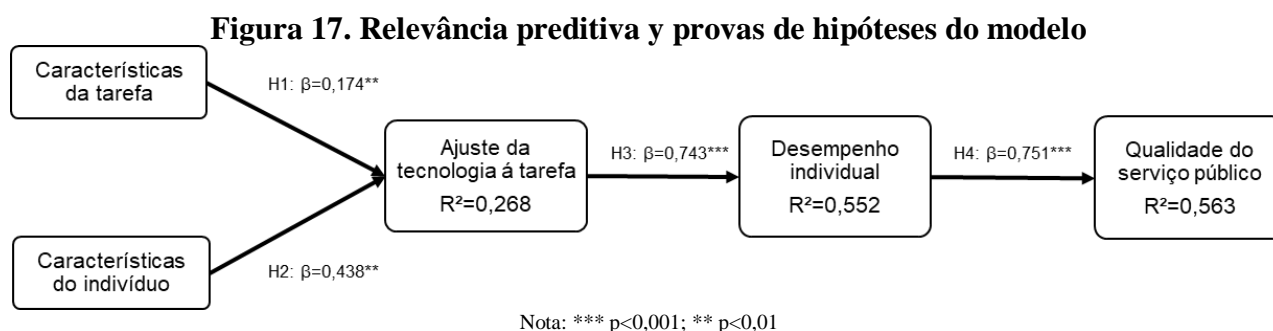 Figura 17. Relevância preditiva y provas de hipóteses do modelo
Características
da tarefa
H1: β=0,174**
Ajuste da
tecnologia á tarefa
R²=0,268
H3: β=0,743***
Desempenho
individual
R²=0,552
H4: β=0,751***
Qualidade do
serviço público
R²=0,563
Características
do indivíduo
H2: β=0,438**
Nota: *** p<0,001; ** p<0,01